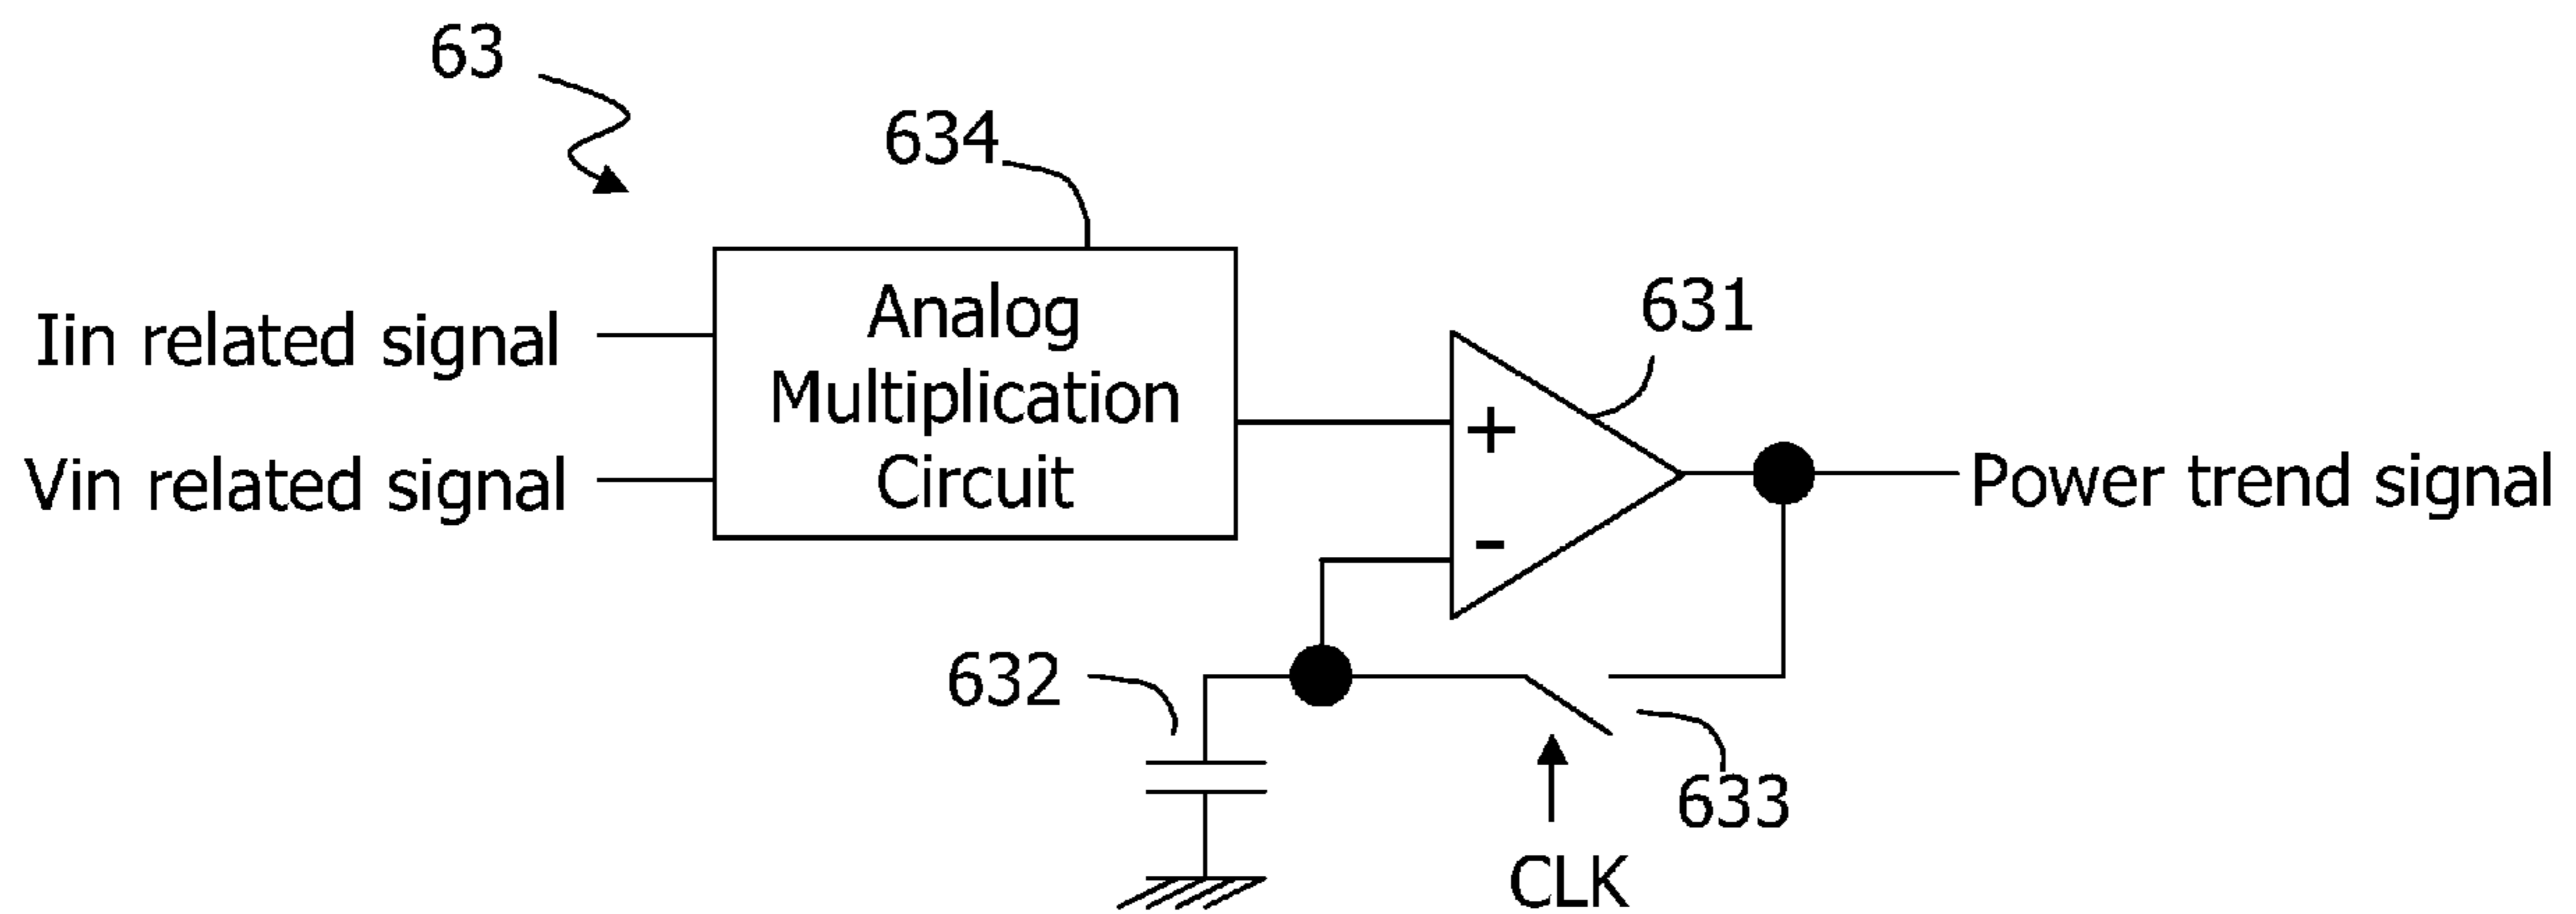 63
634
Iin related signal
Vin related signal
Analog
Multiplication
Circuit
631
+
-
Power trend signal
632
633
CLK